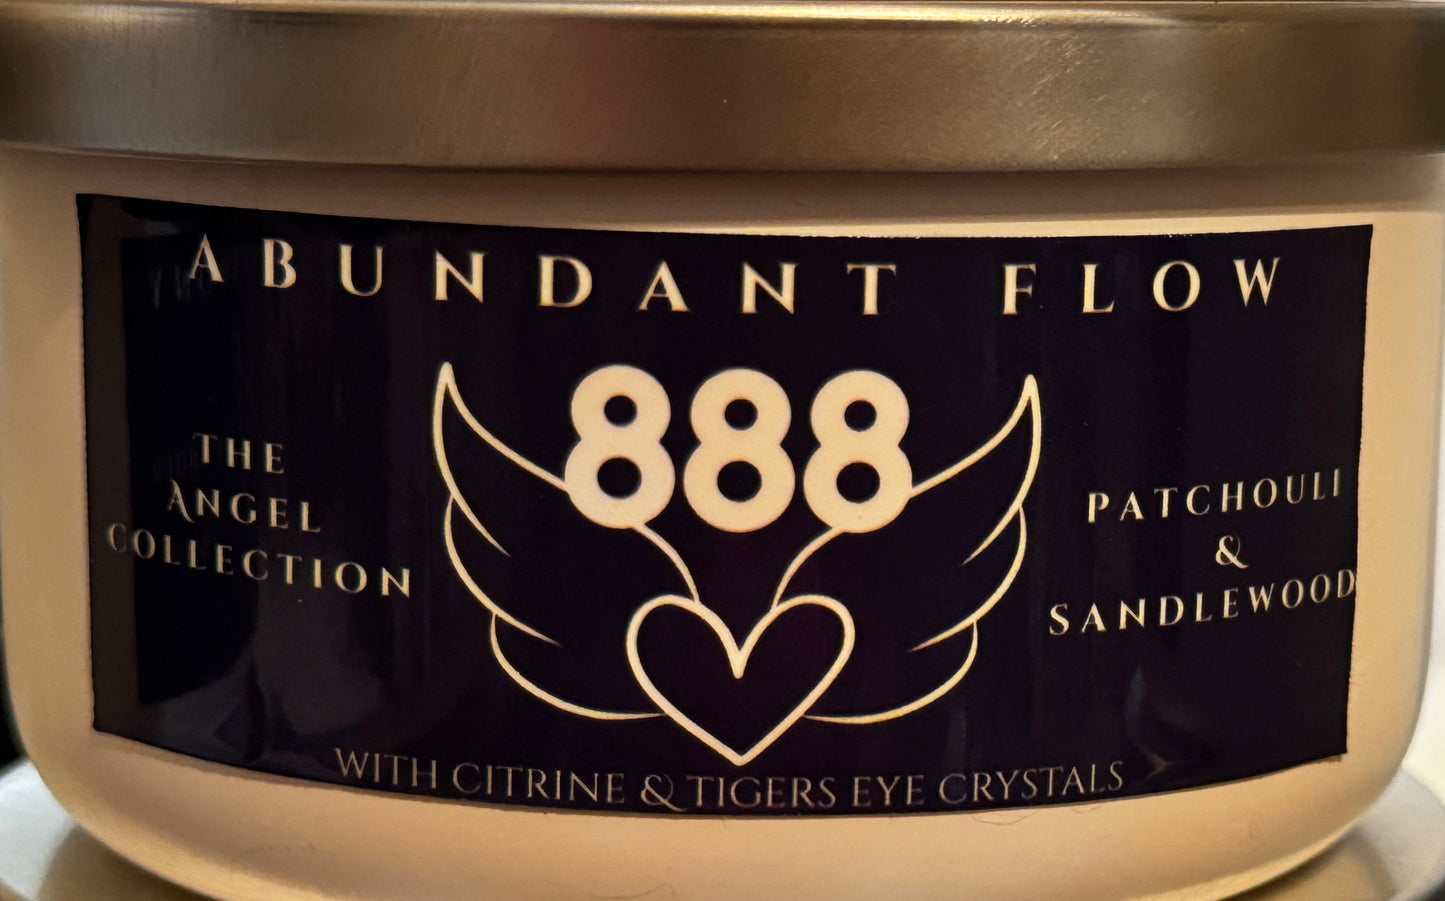 ABUNDANT FLOW
888
THE
ANGEL
COLLECTION
PATCHOULI
&
SANDLEWOOD
WITH CITRINE & TIGERS EYE CRYSTALS